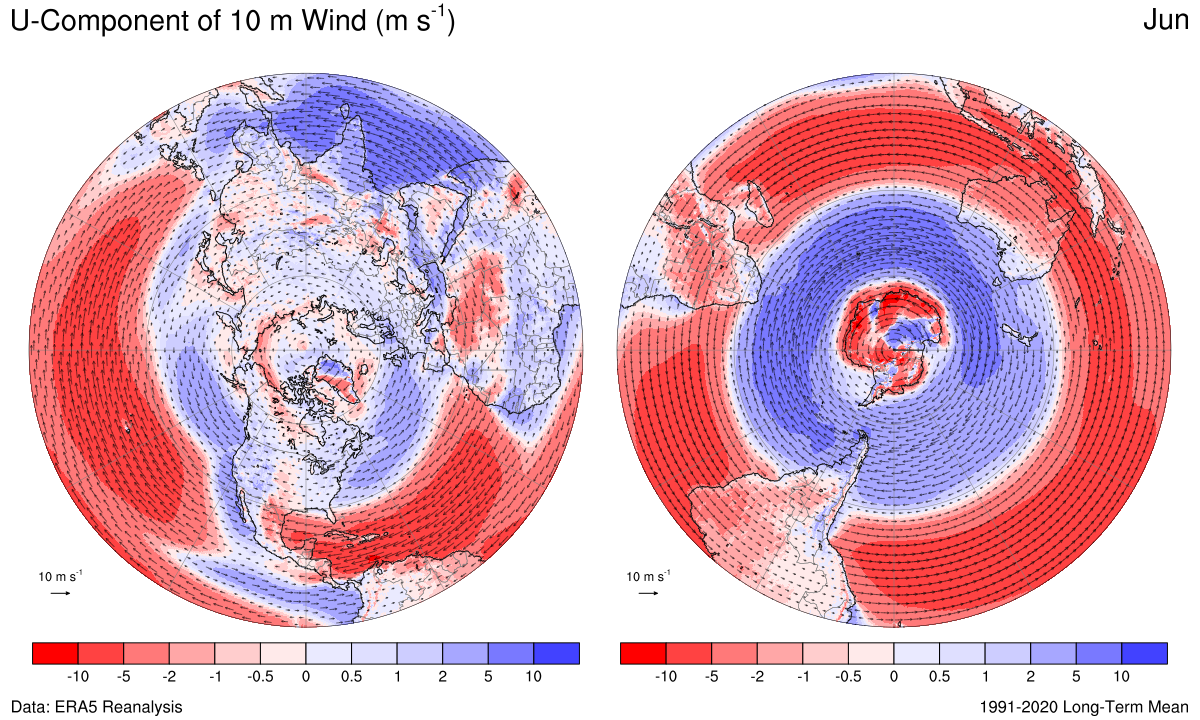 U-Component of 10 m Wind (m s⁻¹)
Jun
10 m s⁻¹
10 m s⁻¹
-10 -5 -2 -1 -0.5 0 0.5 1 2 5 10
-10 -5 -2 -1 -0.5 0 0.5 1 2 5 10
Data: ERA5 Reanalysis
1991-2020 Long-Term Mean